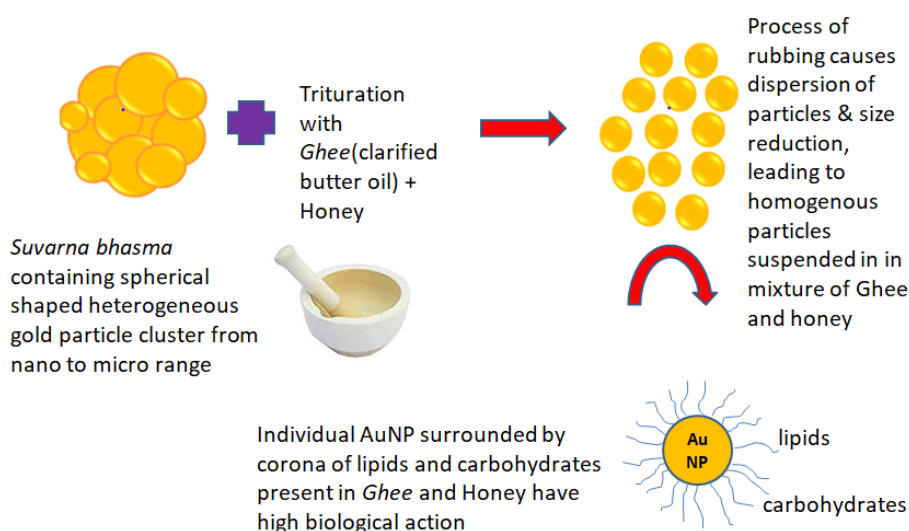 Suvarna bhasma
containing spherical
shaped heterogeneous
gold particle cluster from
nano to micro range
Trituration
with
Ghee(clarified
butter oil) +
Honey
Process of
rubbing causes
dispersion of
particles & size
reduction,
leading to
homogenous
particles
suspended in in
mixture of Ghee
and honey
Individual AuNP surrounded by
corona of lipids and carbohydrates
present in Ghee and Honey have
high biological action
Au
NP
lipids
carbohydrates